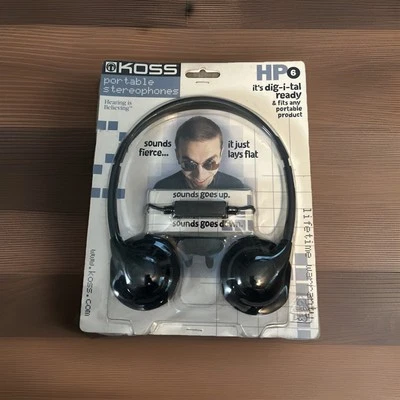 KOSS
portable
stereophones
"Hearing is
Believing"™
HP6
it's dig-i-tal
ready
& fits any
portable
product
sounds
fierce...
it just
lays flat
sounds goes up.
sounds goes d
www.koss.com
lifetime warranty!